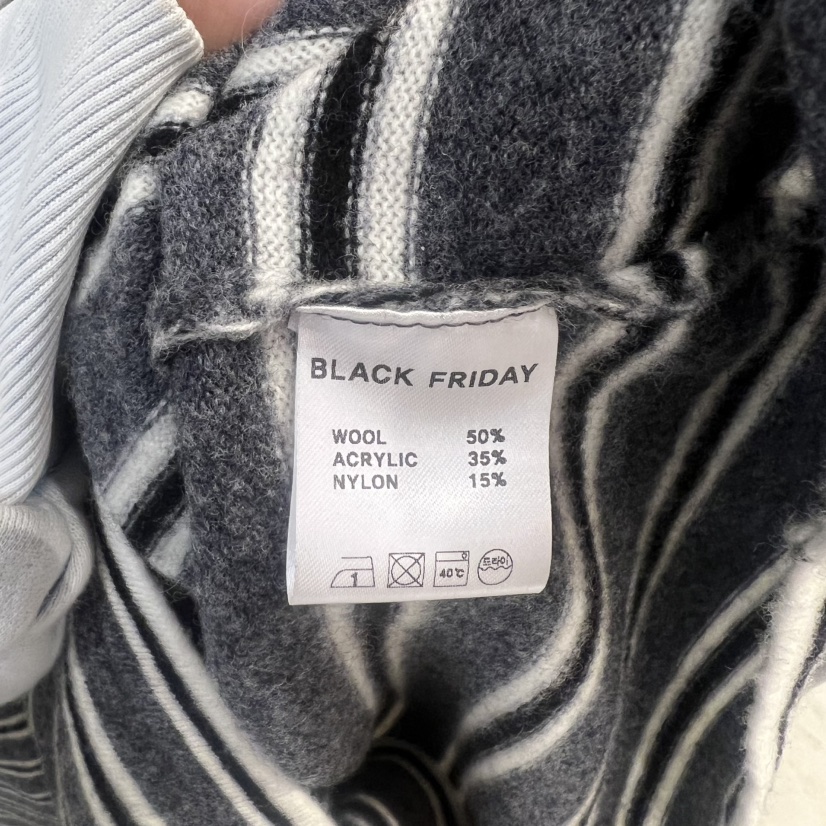 BLACK FRIDAY
WOOL 50%
ACRYLIC 35%
NYLON 15%
1 40℃ 드라이